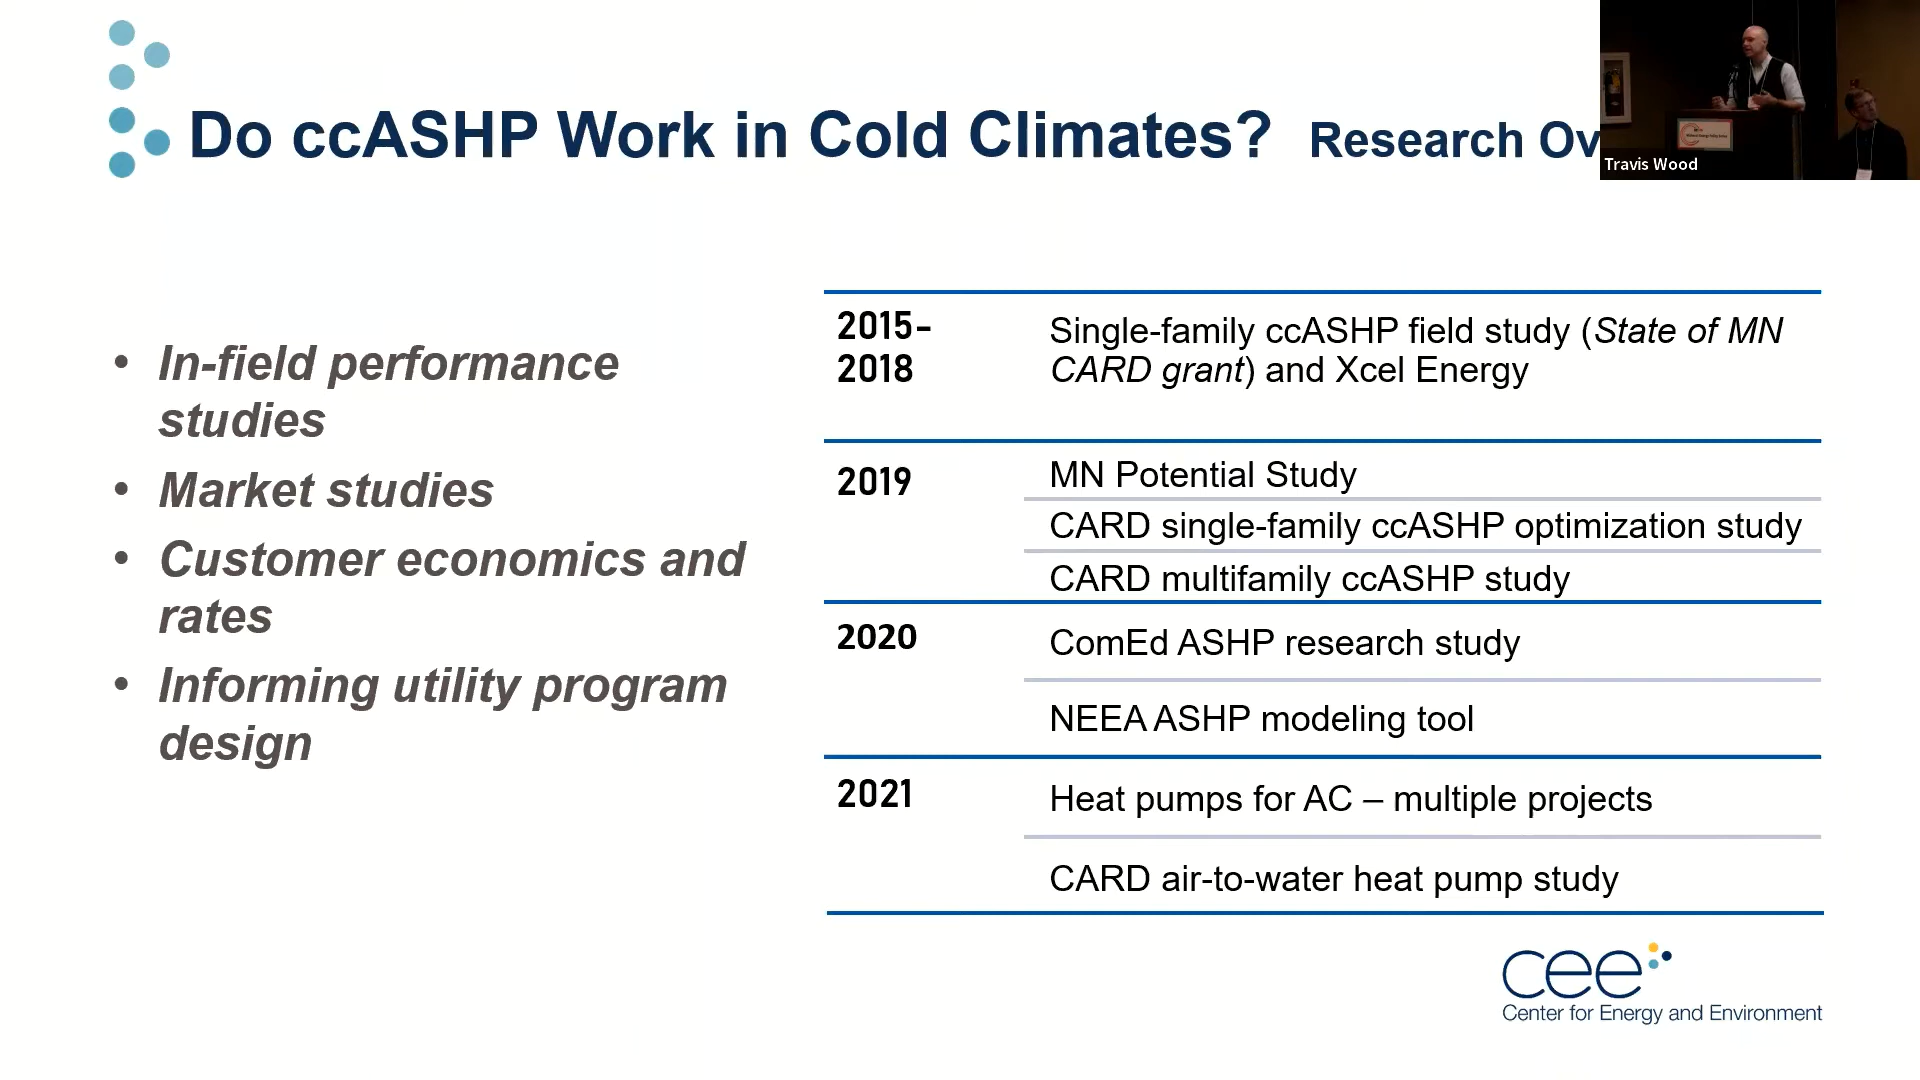 Do ccASHP Work in Cold Climates? Research Ov
Travis Wood
• In-field performance
studies
• Market studies
• Customer economics and
rates
• Informing utility program
design
2015-
2018
Single-family ccASHP field study (State of MN
CARD grant) and Xcel Energy
2019
MN Potential Study
CARD single-family ccASHP optimization study
CARD multifamily ccASHP study
2020
ComEd ASHP research study
NEEA ASHP modeling tool
2021
Heat pumps for AC – multiple projects
CARD air-to-water heat pump study
cee
Center for Energy and Environment